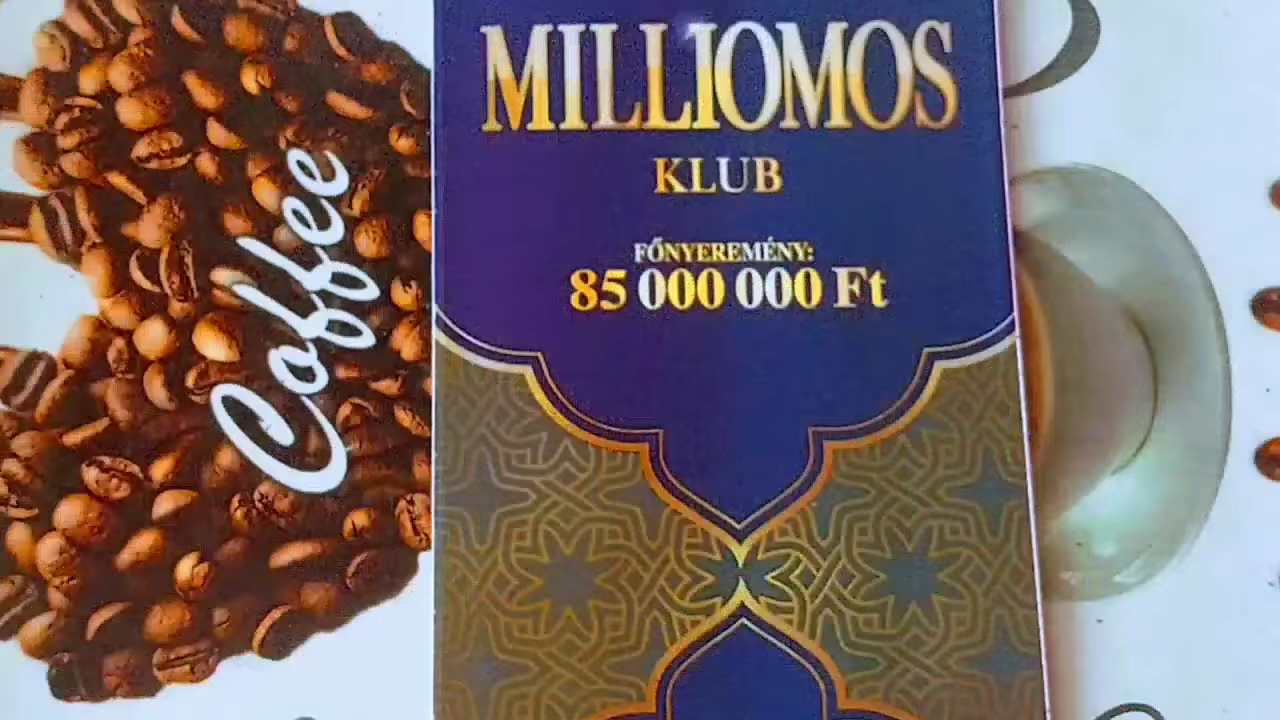 Coffee
MILLIOMOS
KLUB
FŐNYEREMÉNY:
85 000 000 Ft